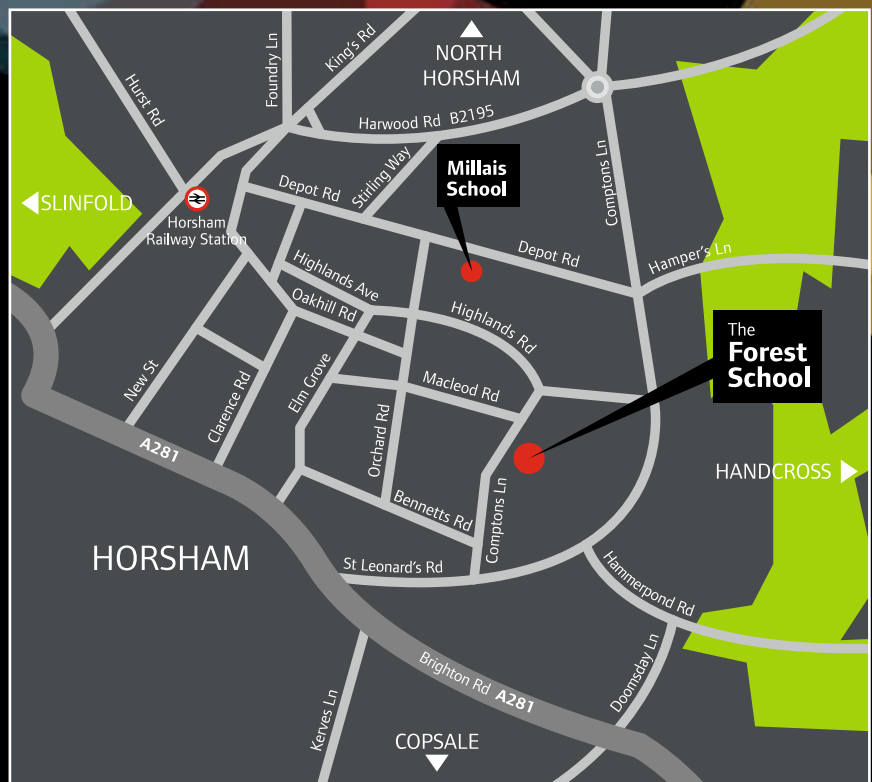 NORTH
HORSHAM
Hurst Rd
Foundry Ln
King's Rd
Harwood Rd B2195
Stirling Way
Millais
School
Comptons Ln
SLINFOLD
Horsham
Railway Station
Depot Rd
Depot Rd
Hamper's Ln
Highlands Ave
Oakhill Rd
Highlands Rd
The
Forest
School
New St
Clarence Rd
Elm Grove
Macleod Rd
Orchard Rd
A281
HANDCROSS
Bennetts Rd
Comptons Ln
HORSHAM
St Leonard's Rd
Hammerpond Rd
Doomsday Ln
Brighton Rd A281
Kerves Ln
COPSALE